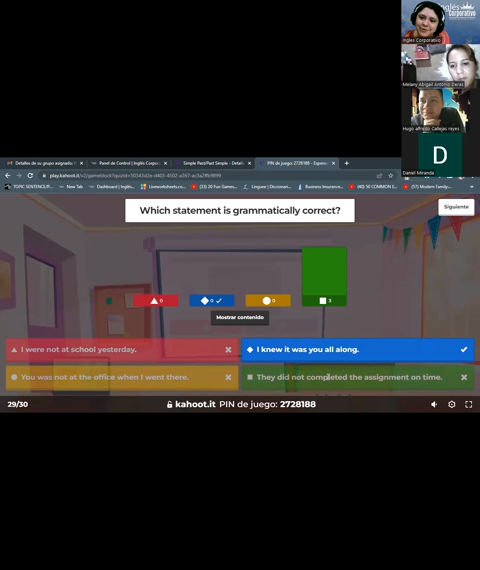 Inglés Corporativo
Inglés Corporativo
Melany Abigail Antonio Deras
Hugo alfredo Callejas reyes
D
Daniel Miranda
Detalles de su grupo asignado:
Panel de Control | Inglés Corpo
Simple Past/Past Simple - Detail
PIN de juego: 2728188
play.kahoot.it
TOPIC SENTENCE/P
New Tab
Dashboard | Inglés
Liveworksheets.co
(33) 20 Fun Games
Linguee | Diccionari
Business Insurance
(40) 50 COMMON E
(57) Modern Family
Which statement is grammatically correct?
Siguiente
0
0
0
3
Mostrar contenido
I were not at school yesterday.
I knew it was you all along.
You was not at the office when I went there.
They did not completed the assignment on time.
29/30
kahoot.it PIN de juego: 2728188